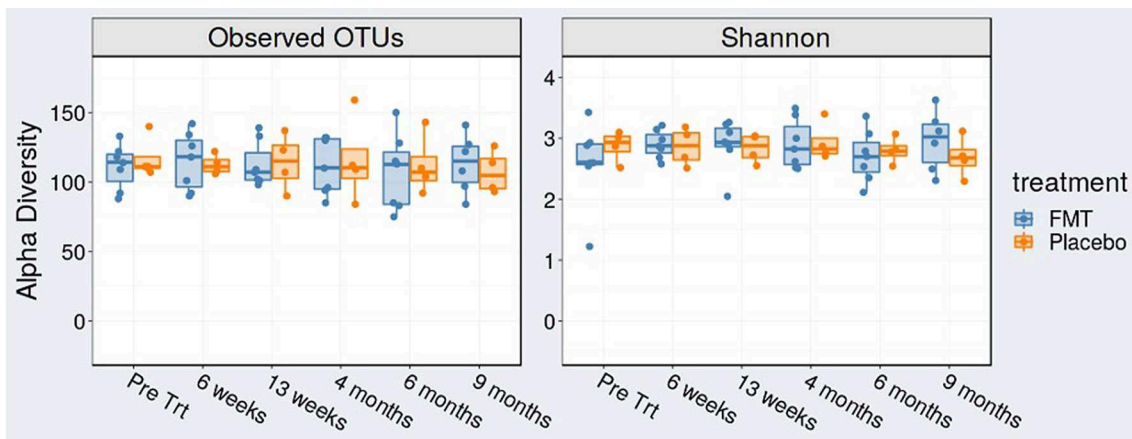 Observed OTUs
Shannon
Alpha Diversity
150
100
50
0
4
3
2
1
0
Pre Trt
6 weeks
13 weeks
4 months
6 months
9 months
Pre Trt
6 weeks
13 weeks
4 months
6 months
9 months
treatment
FMT
Placebo